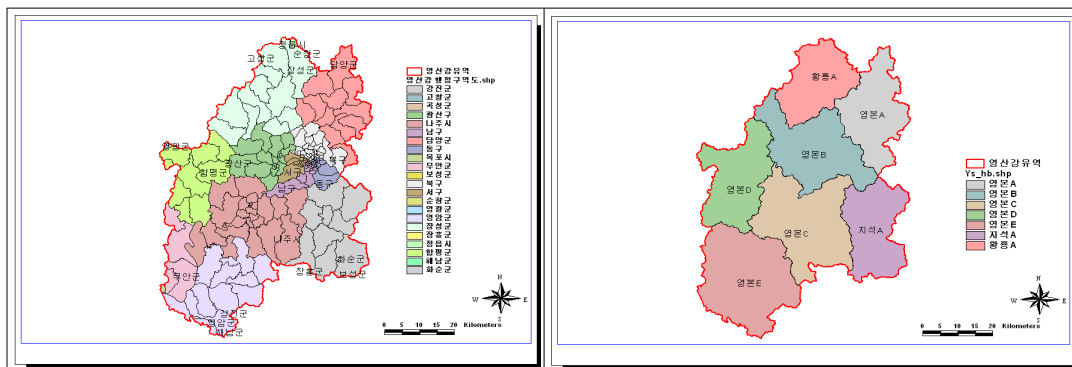 정읍시
순창군
고창군
장성군
담양군
영광군
함평군
광산구
서구
북구
동구
남구
나주시
화순군
장흥군
보성군
무안군
강진군
영암군
해남군
영산강유역
영산강행정구역도.shp
강진군
고창군
곡성군
광산구
나주시
남구
담양군
동구
목포시
무안군
보성군
북구
서구
순창군
영광군
영암군
장성군
장흥군
정읍시
함평군
해남군
화순군
N
W E
S
0 5 10 15 20 Kilometers
황룡A
영본A
영본B
영본D
영본C
지석A
영본E
영산강유역
Ys_hb.shp
영본A
영본B
영본C
영본D
영본E
지석A
황룡A
N
W E
S
0 5 10 15 20 Kilometers